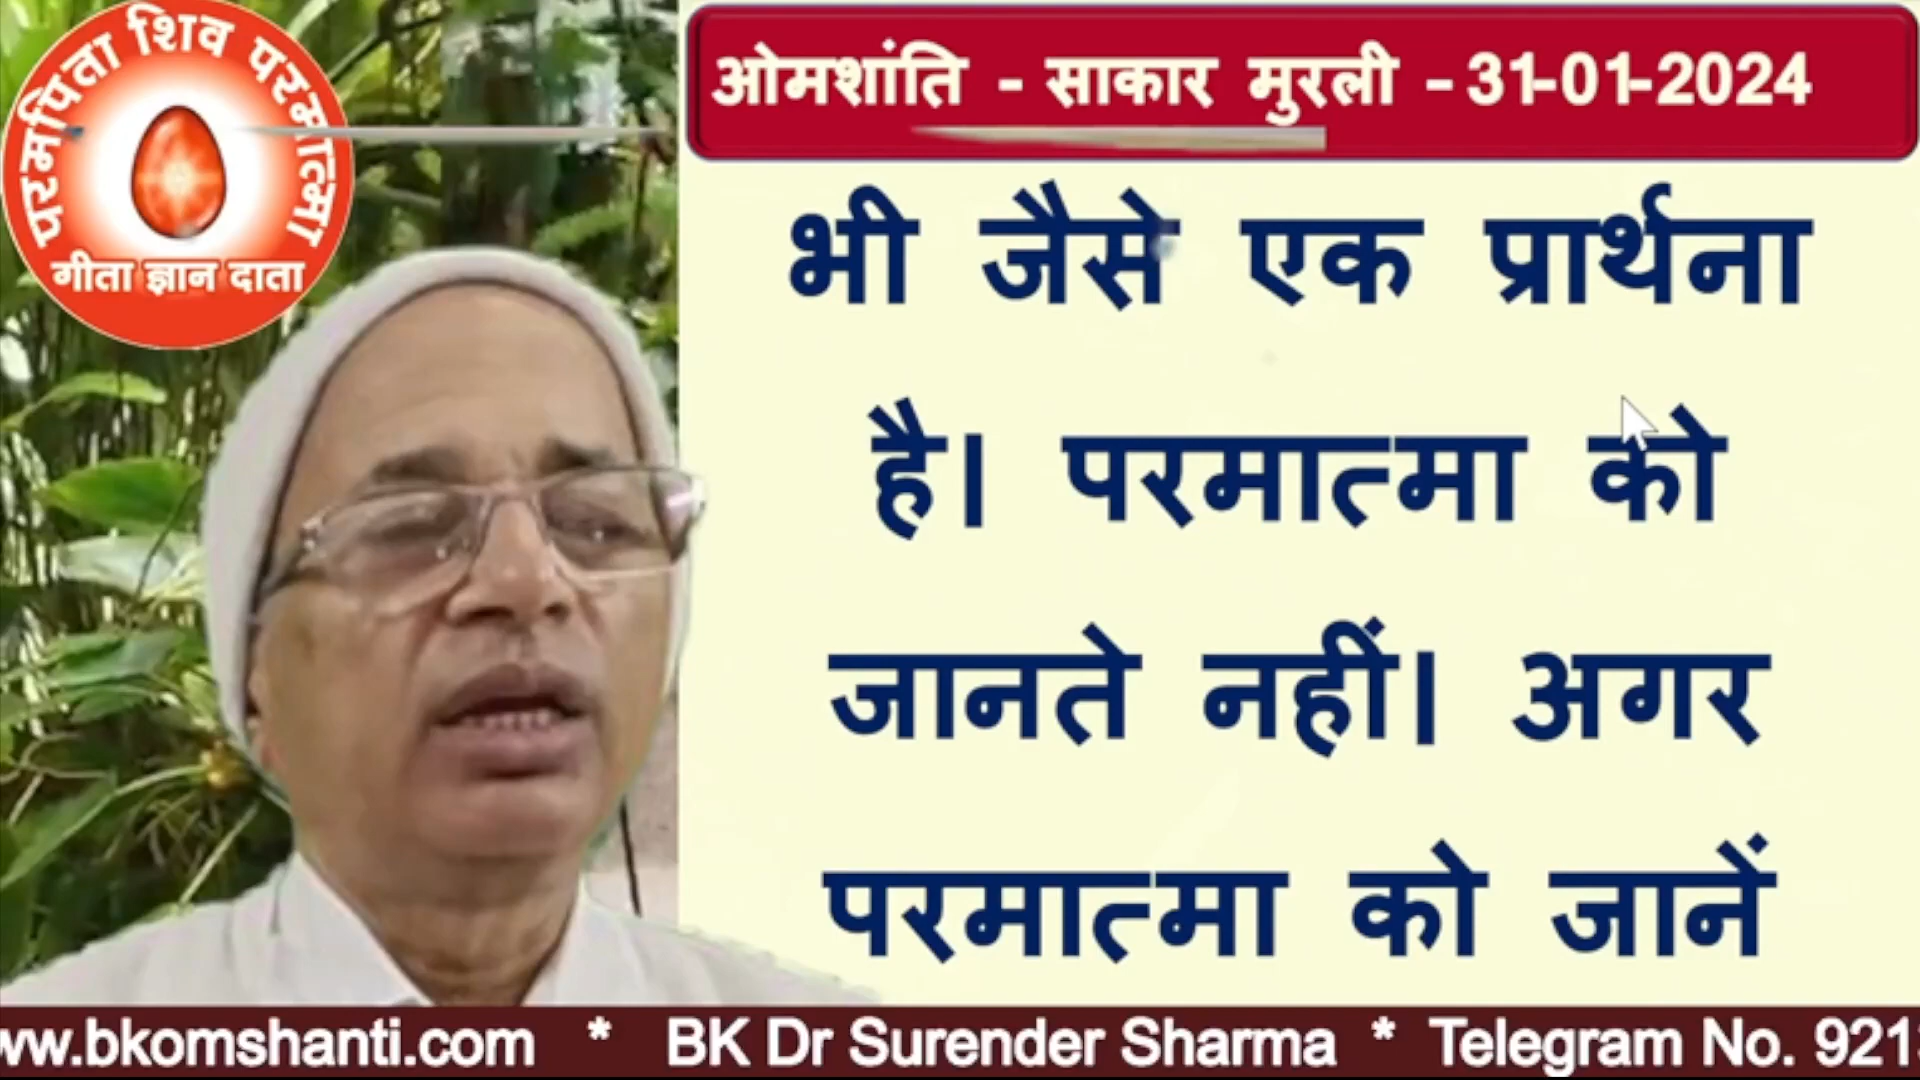 परमपिता शिव परमात्मा
गीता ज्ञान दाता
ओमशांति - साकार मुरली - 31-01-2024
भी जैसे एक प्रार्थना
है। परमात्मा को
जानते नहीं। अगर
परमात्मा को जानें
ww.bkomshanti.com * BK Dr Surender Sharma * Telegram No. 921